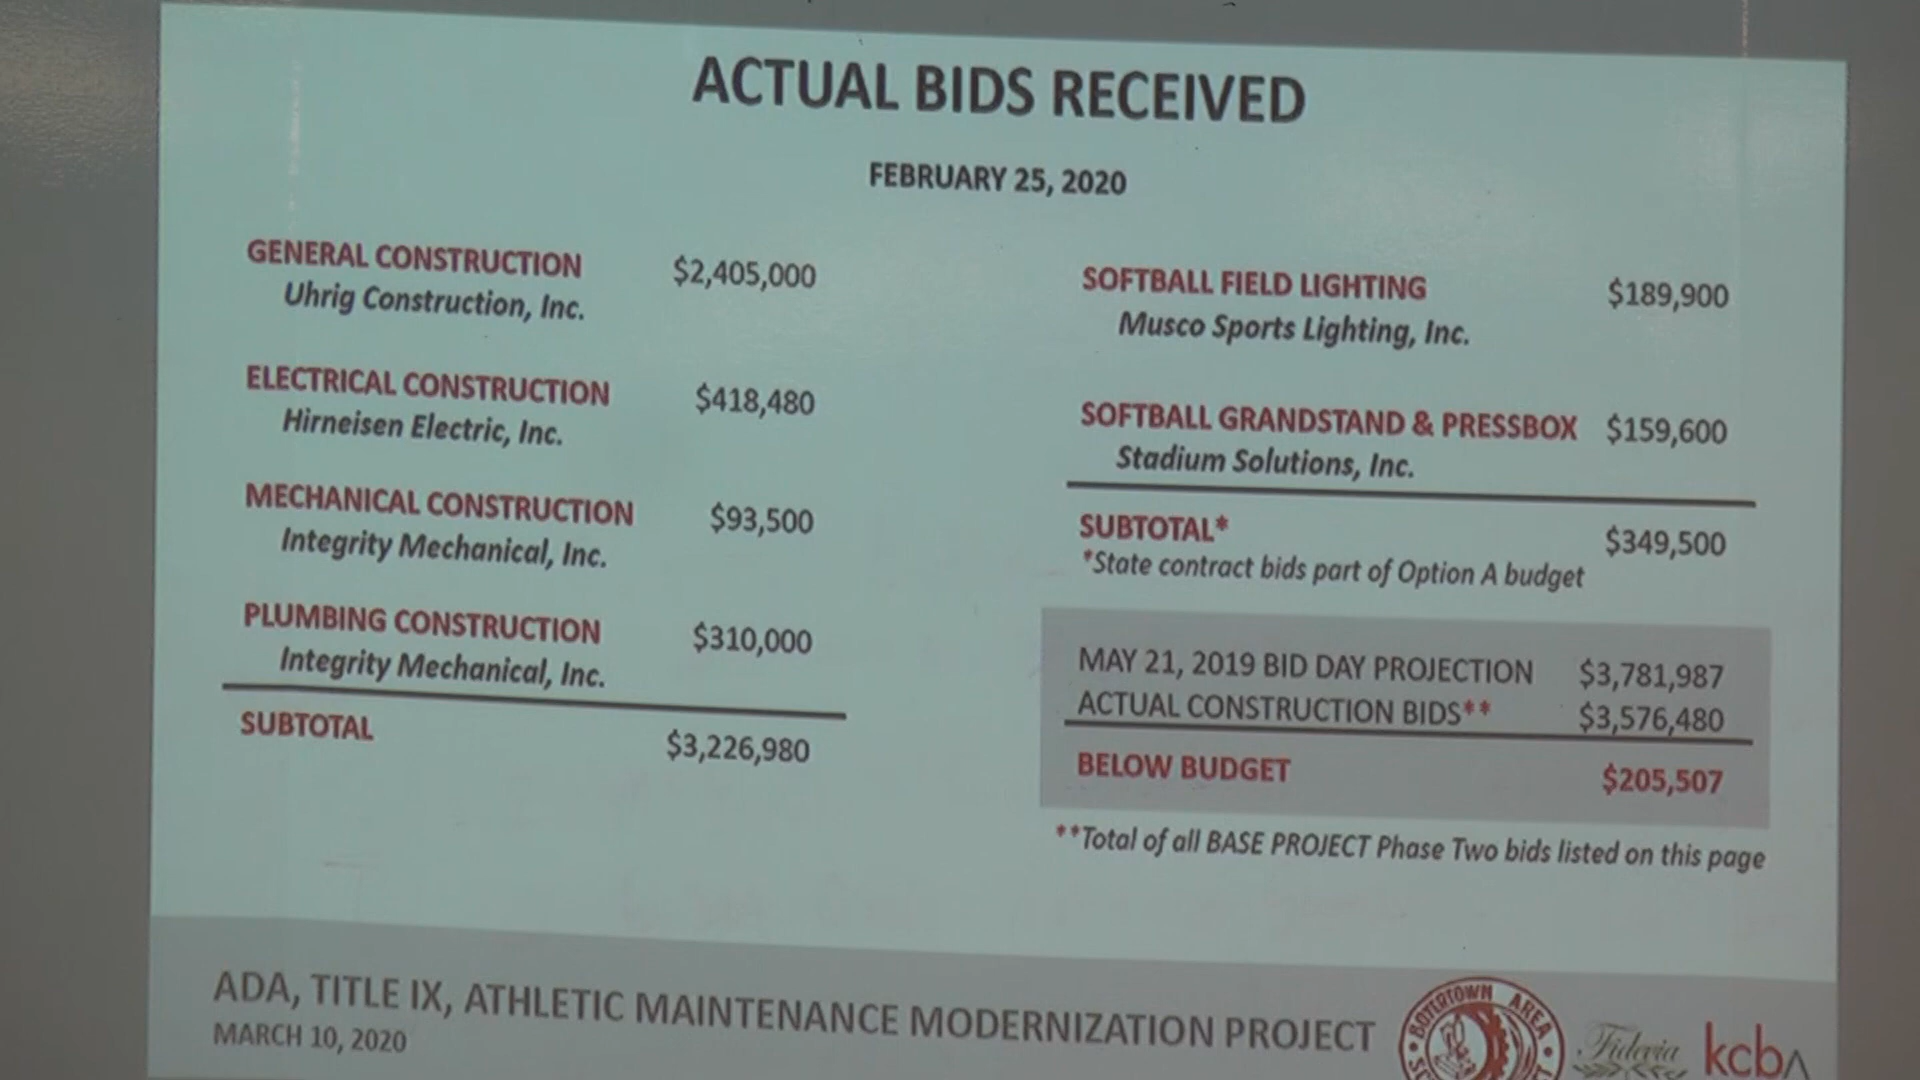 ACTUAL BIDS RECEIVED
FEBRUARY 25, 2020
GENERAL CONSTRUCTION $2,405,000
Uhrig Construction, Inc.
ELECTRICAL CONSTRUCTION $418,480
Hirneisen Electric, Inc.
MECHANICAL CONSTRUCTION $93,500
Integrity Mechanical, Inc.
PLUMBING CONSTRUCTION $310,000
Integrity Mechanical, Inc.
SUBTOTAL $3,226,980
SOFTBALL FIELD LIGHTING $189,900
Musco Sports Lighting, Inc.
SOFTBALL GRANDSTAND & PRESSBOX $159,600
Stadium Solutions, Inc.
SUBTOTAL* $349,500
*State contract bids part of Option A budget
MAY 21, 2019 BID DAY PROJECTION $3,781,987
ACTUAL CONSTRUCTION BIDS** $3,576,480
BELOW BUDGET $205,507
**Total of all BASE PROJECT Phase Two bids listed on this page
ADA, TITLE IX, ATHLETIC MAINTENANCE MODERNIZATION PROJECT
MARCH 10, 2020
BOYERTOWN AREA
Fidevia
kcba